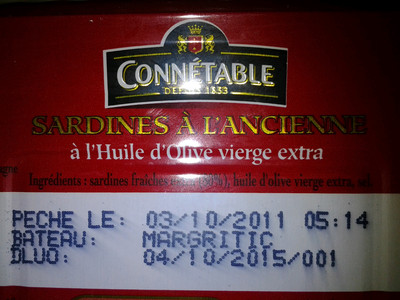 CONNÉTABLE
DEPUIS 1853
SARDINES À L'ANCIENNE
à l'Huile d'Olive vierge extra
Ingrédients : sardines fraîches huile d'olive vierge extra, sel.
PECHE LE: 03/10/2011 05:14
BATEAU: MARGRITIC
DLUO: 04/10/2015/001